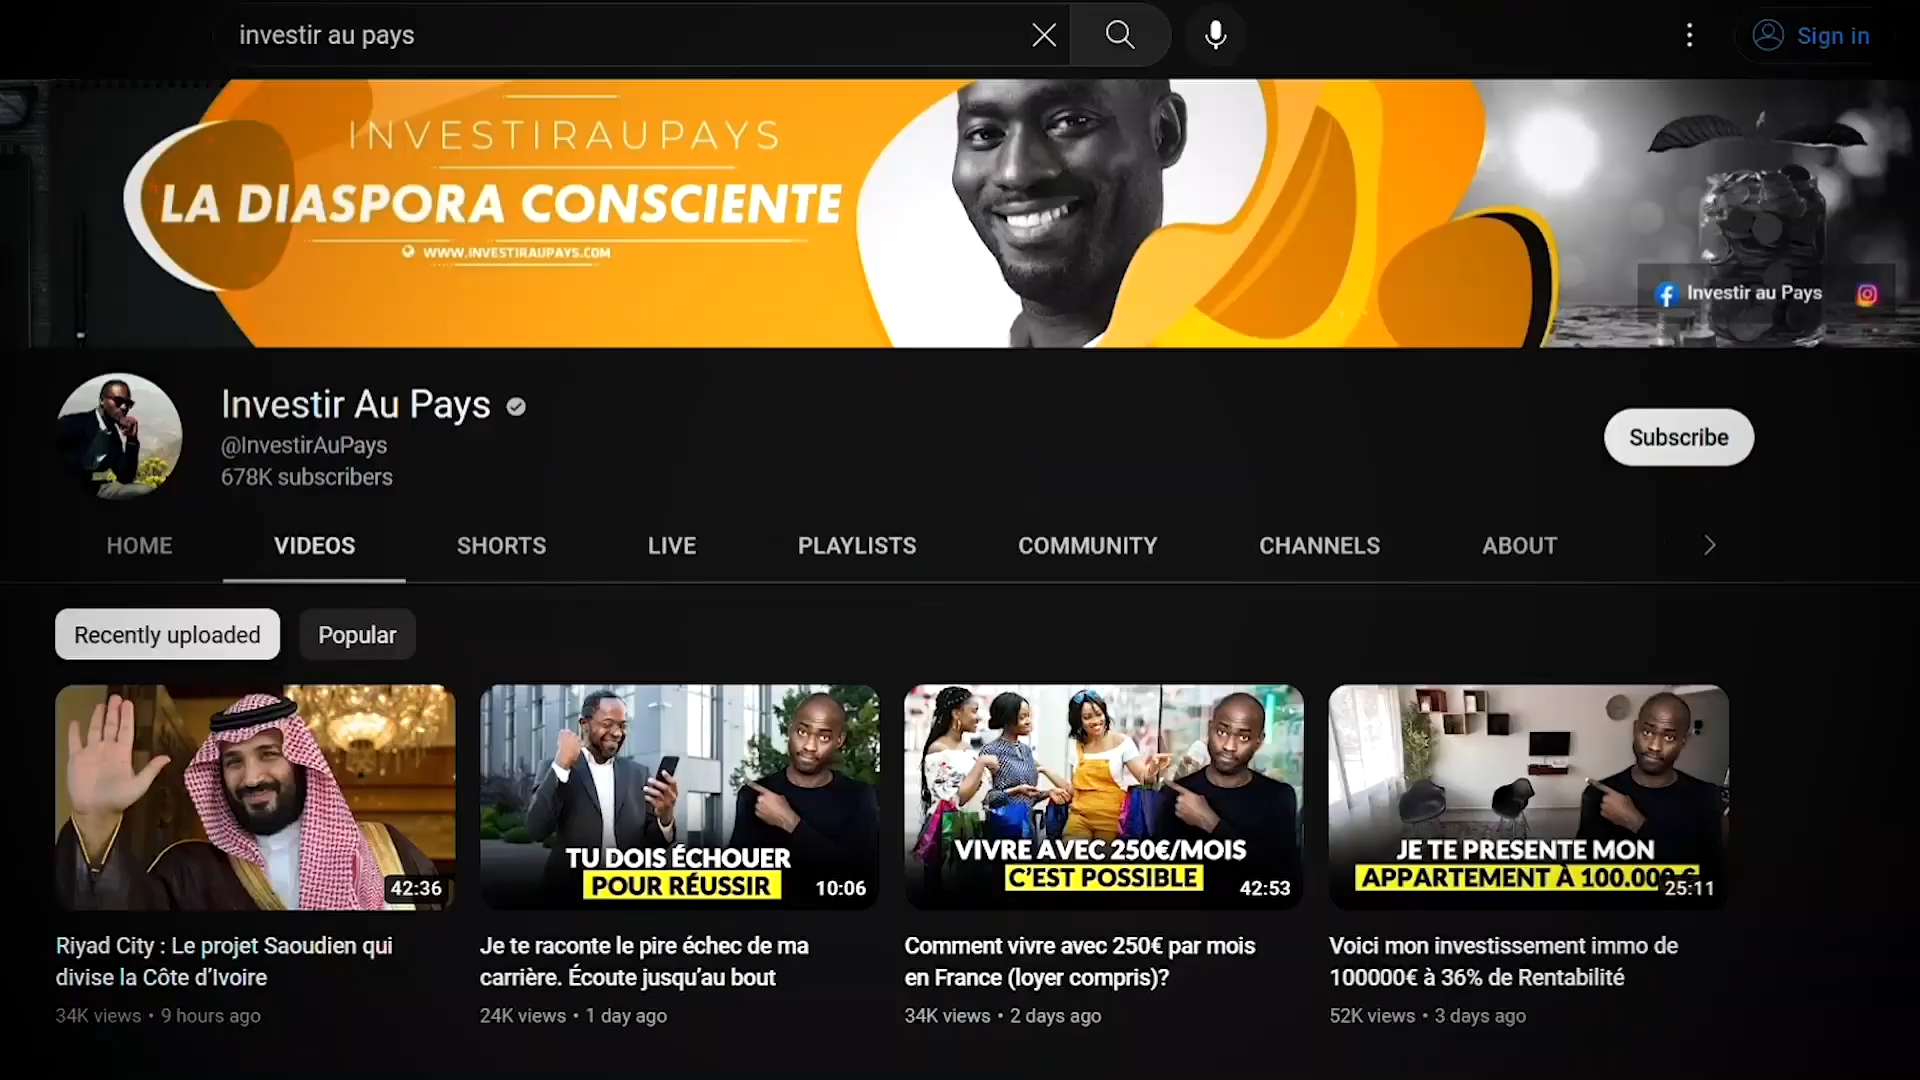 investir au pays
Sign in
INVESTIRAUPAYS
LA DIASPORA CONSCIENTE
WWW.INVESTIRAUPAYS.COM
Investir au Pays
Investir Au Pays
@InvestirAuPays
678K subscribers
Subscribe
HOME
VIDEOS
SHORTS
LIVE
PLAYLISTS
COMMUNITY
CHANNELS
ABOUT
Recently uploaded
Popular
42:36
TU DOIS ÉCHOUER
POUR RÉUSSIR
10:06
VIVRE AVEC 250€/MOIS
C'EST POSSIBLE
42:53
JE TE PRESENTE MON
APPARTEMENT À 100.000 €
25:11
Riyad City : Le projet Saoudien qui
divise la Côte d'Ivoire
34K views • 9 hours ago
Je te raconte le pire échec de ma
carrière. Écoute jusqu'au bout
24K views • 1 day ago
Comment vivre avec 250€ par mois
en France (loyer compris)?
34K views • 2 days ago
Voici mon investissement immo de
100000€ à 36% de Rentabilité
52K views • 3 days ago